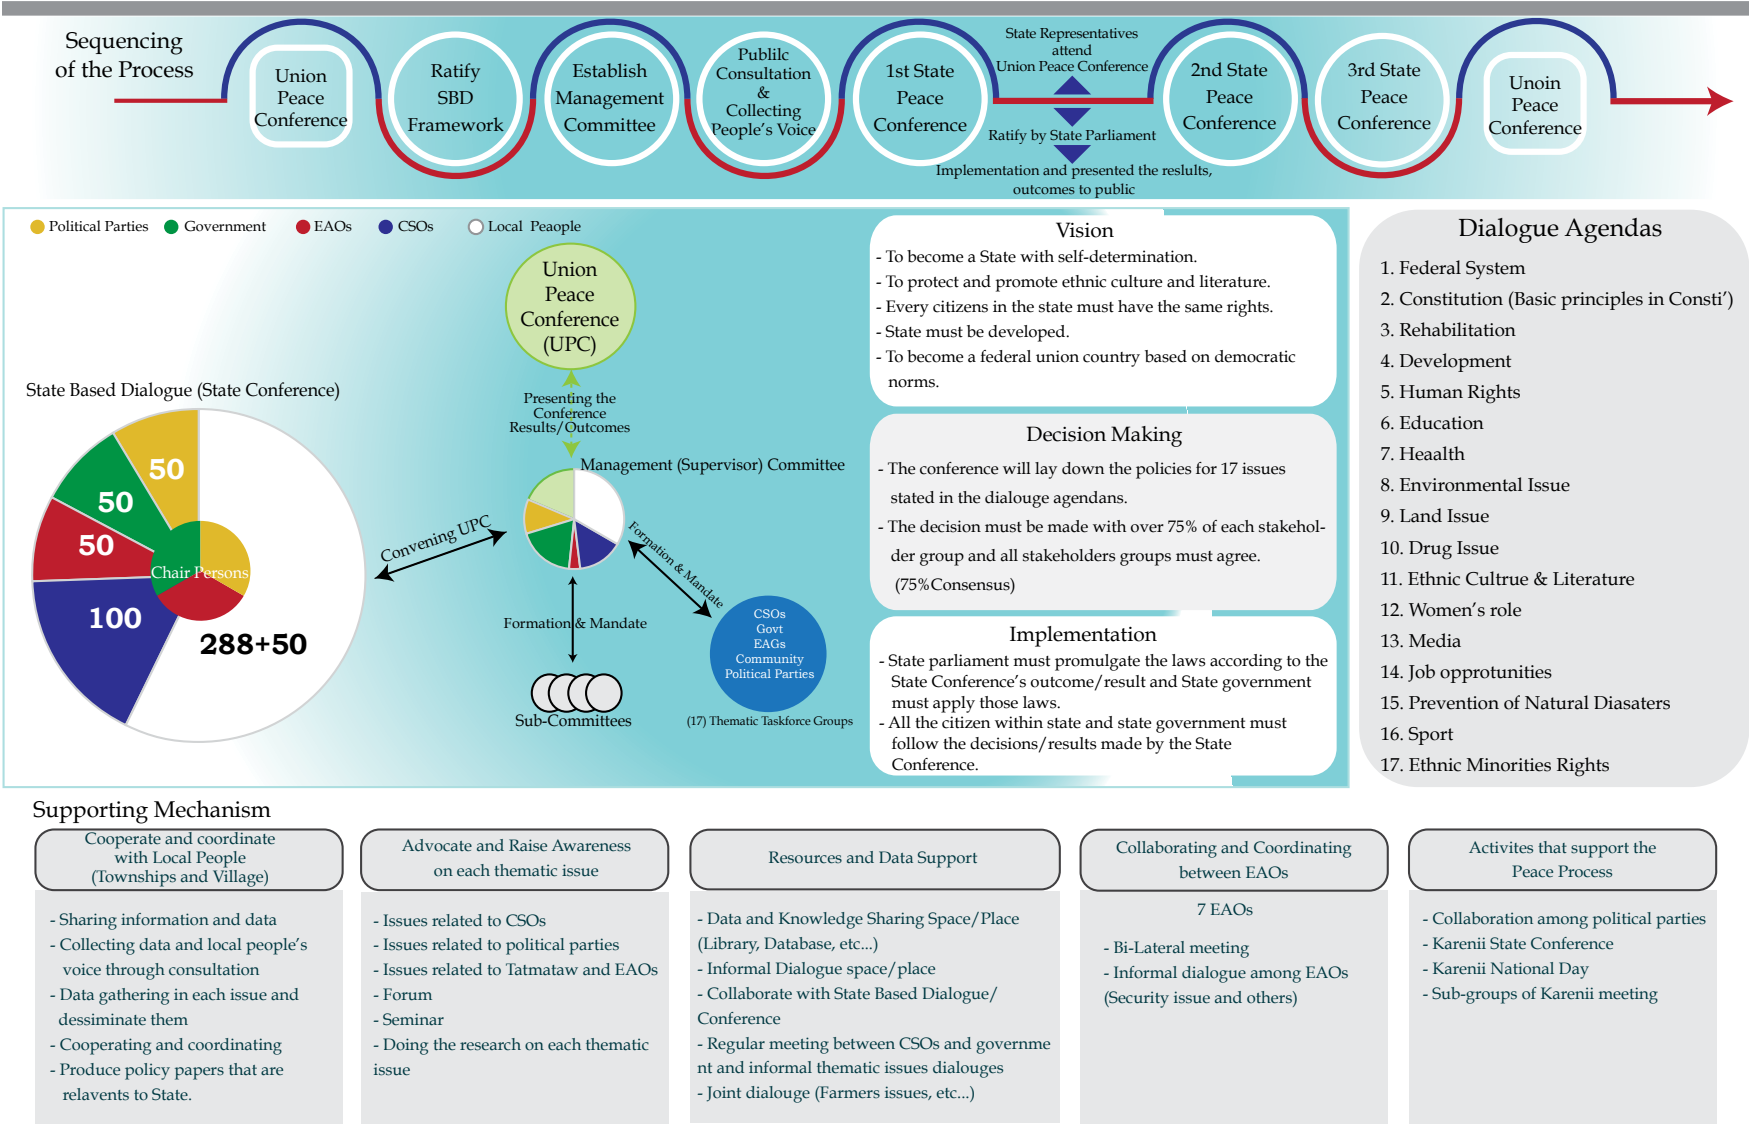 Sequencing
of the Process
Union
Peace
Conference
Ratify
SBD
Framework
Establish
Management
Committee
Publilc
Consultation
&
Collecting
People's Voice
1st State
Peace
Conference
State Representatives
attend
Union Peace Conference
Ratify by State Parliament
Implementation and presented the reslults,
outcomes to public
2nd State
Peace
Conference
3rd State
Peace
Conference
Unoin
Peace
Conference
Political Parties
Government
EAOs
CSOs
Local Peaople
Union
Peace
Conference
(UPC)
Presenting the
Conference
Results/Outcomes
State Based Dialogue (State Conference)
50
50
50
100
288+50
Chair Persons
Convening UPC
Management (Supervisor) Committee
Formation & Mandate
Formation & Mandate
CSOs
Govt
EAGs
Community
Political Parties
Sub-Committees
(17) Thematic Taskforce Groups
Vision
- To become a State with self-determination.
- To protect and promote ethnic culture and literature.
- Every citizens in the state must have the same rights.
- State must be developed.
- To become a federal union country based on democratic
norms.
Decision Making
- The conference will lay down the policies for 17 issues
stated in the dialouge agendans.
- The decision must be made with over 75% of each stakehol-
der group and all stakeholders groups must agree.
(75%Consensus)
Implementation
- State parliament must promulgate the laws according to the
State Conference's outcome/result and State government
must apply those laws.
- All the citizen within state and state government must
follow the decisions/results made by the State
Conference.
Dialogue Agendas
1. Federal System
2. Constitution (Basic principles in Consti')
3. Rehabilitation
4. Development
5. Human Rights
6. Education
7. Heaalth
8. Environmental Issue
9. Land Issue
10. Drug Issue
11. Ethnic Cultrue & Literature
12. Women's role
13. Media
14. Job opprotunities
15. Prevention of Natural Diasaters
16. Sport
17. Ethnic Minorities Rights
Supporting Mechanism
Cooperate and coordinate
with Local People
(Townships and Village)
- Sharing information and data
- Collecting data and local people's
voice through consultation
- Data gathering in each issue and
dessiminate them
- Cooperating and coordinating
- Produce policy papers that are
relavents to State.
Advocate and Raise Awareness
on each thematic issue
- Issues related to CSOs
- Issues related to political parties
- Issues related to Tatmataw and EAOs
- Forum
- Seminar
- Doing the research on each thematic
issue
Resources and Data Support
- Data and Knowledge Sharing Space/Place
(Library, Database, etc...)
- Informal Dialogue space/place
- Collaborate with State Based Dialogue/
Conference
- Regular meeting between CSOs and governme
nt and informal thematic issues dialouges
- Joint dialouge (Farmers issues, etc...)
Collaborating and Coordinating
between EAOs
7 EAOs
- Bi-Lateral meeting
- Informal dialogue among EAOs
(Security issue and others)
Activites that support the
Peace Process
- Collaboration among political parties
- Karenii State Conference
- Karenii National Day
- Sub-groups of Karenii meeting